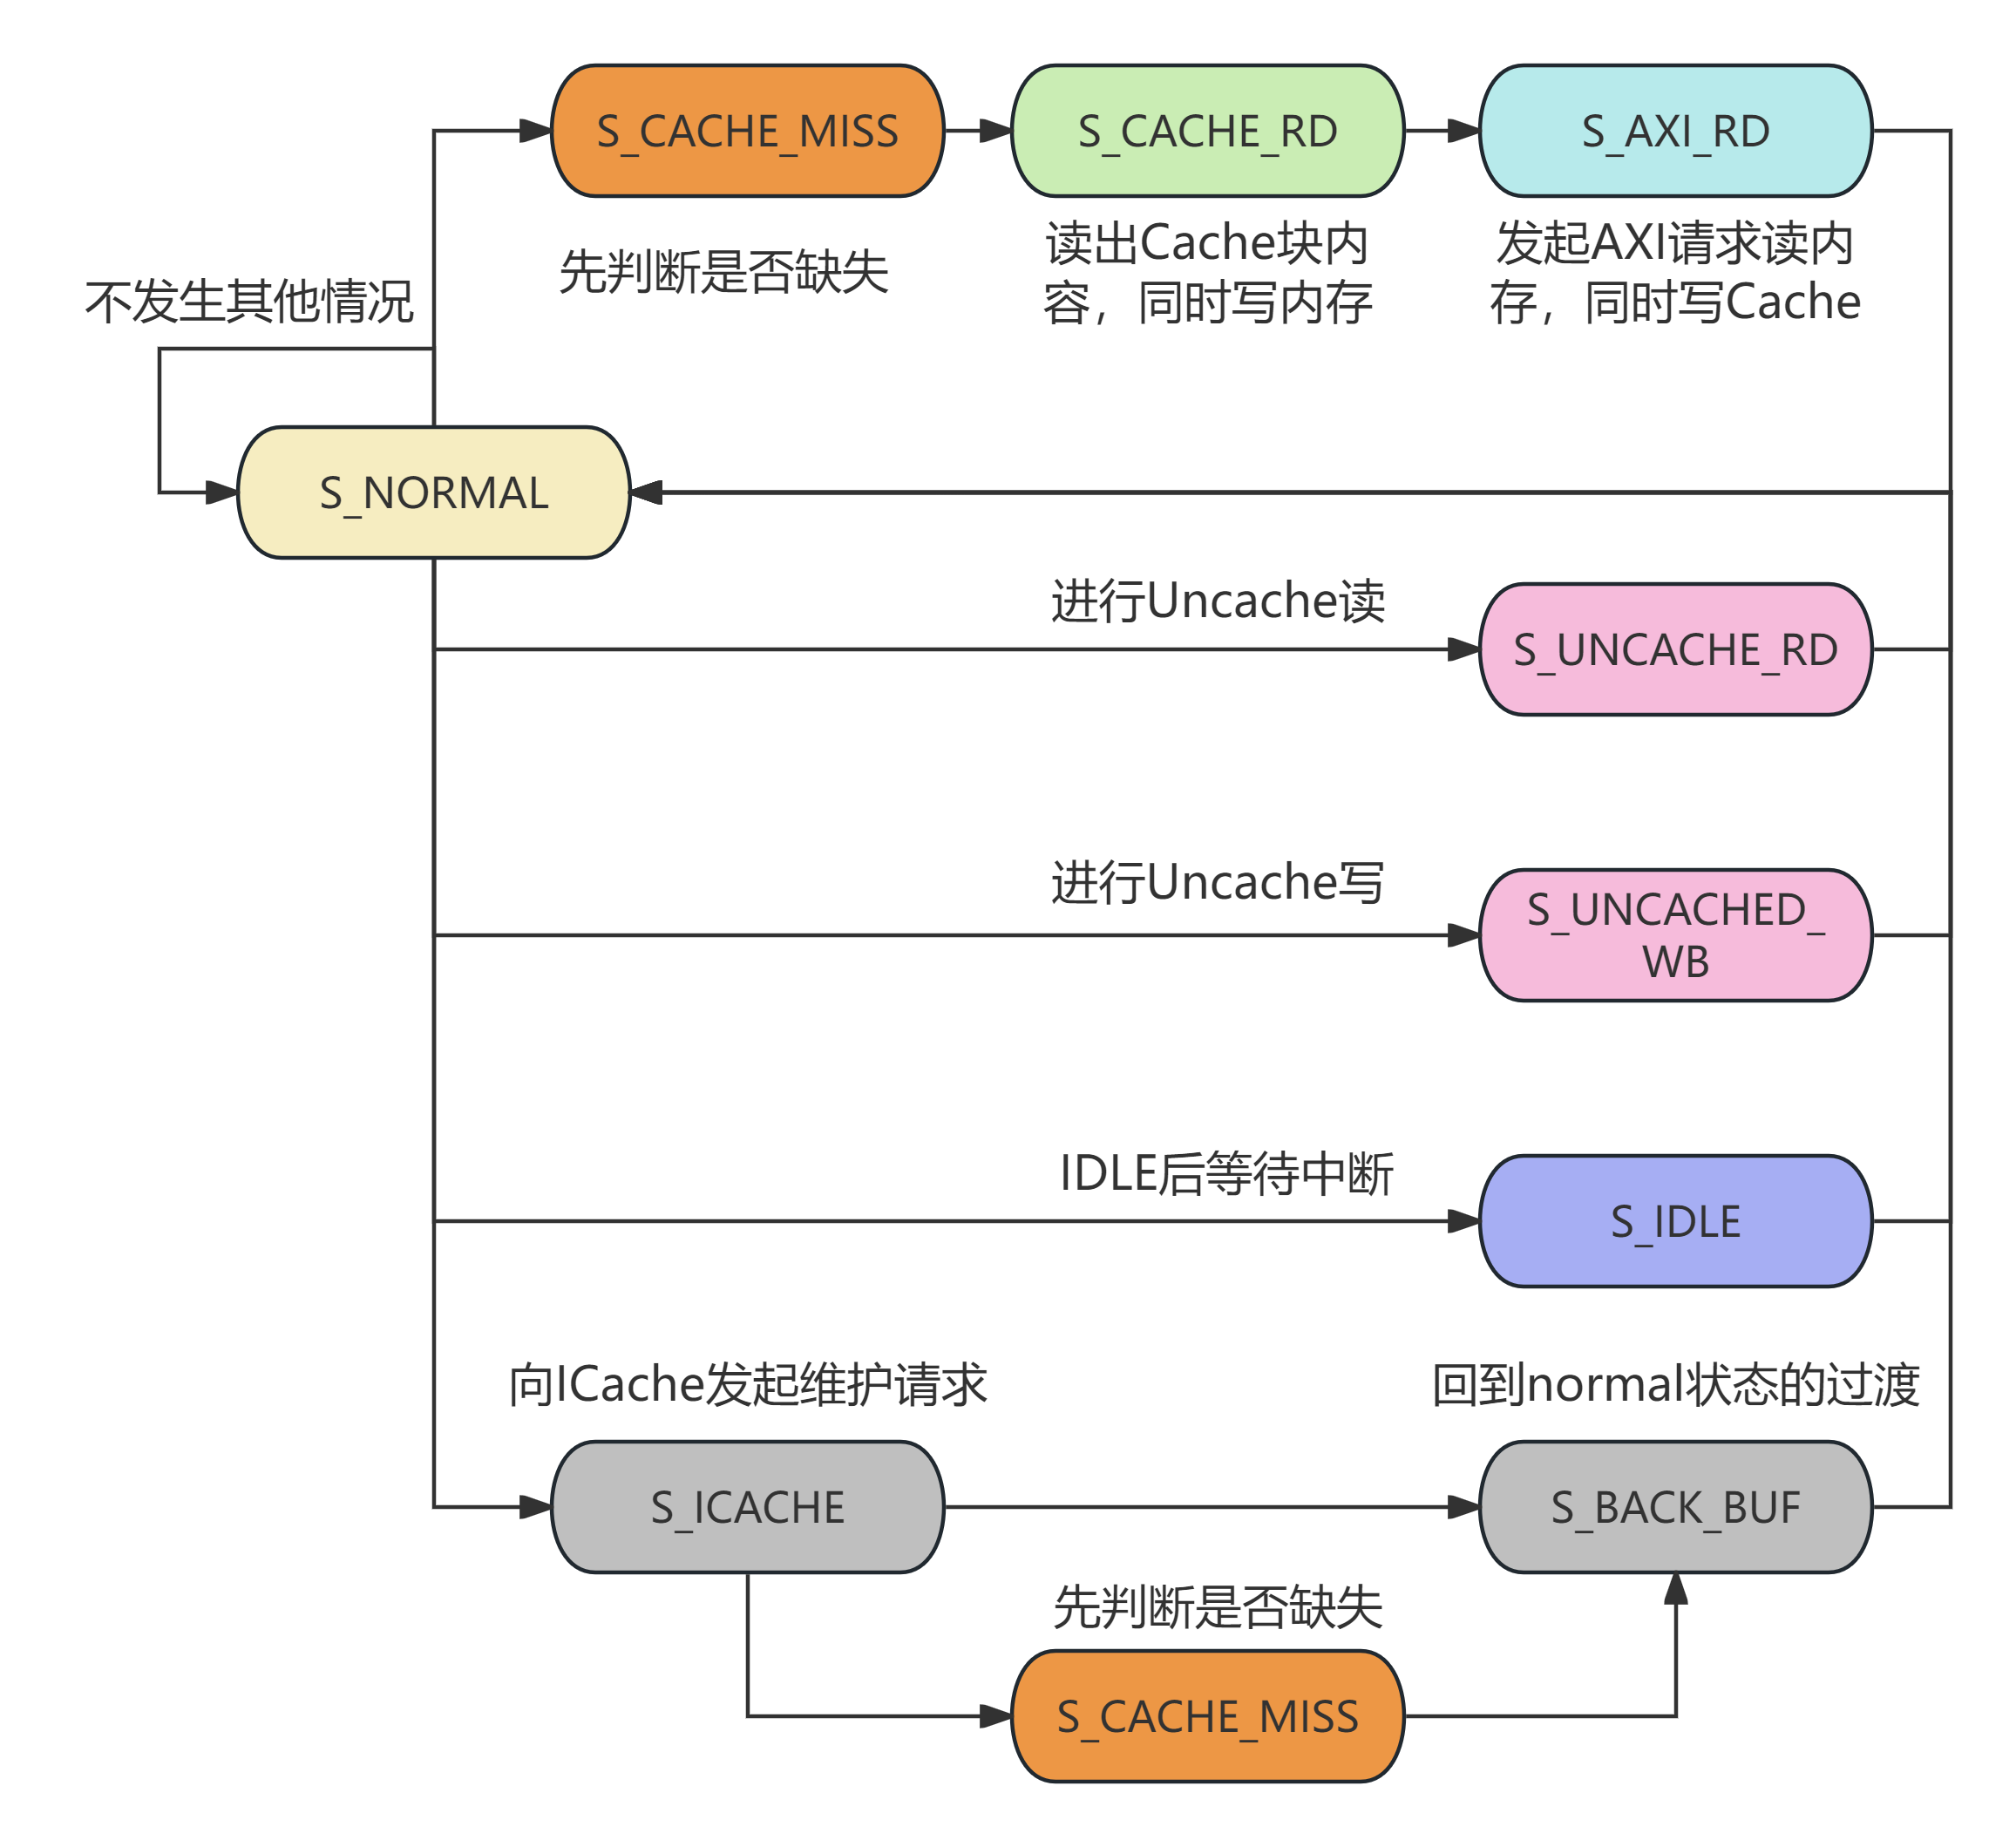 S_CACHE_MISS
S_CACHE_RD
S_AXI_RD
先判断是否缺失
读出Cache块内
容，同时写内存
发起AXI请求读内
存，同时写Cache
不发生其他情况
S_NORMAL
进行Uncache读
S_UNCACHE_RD
进行Uncache写
S_UNCACHED_
WB
IDLE后等待中断
S_IDLE
向ICache发起维护请求
回到normal状态的过渡
S_ICACHE
S_BACK_BUF
先判断是否缺失
S_CACHE_MISS